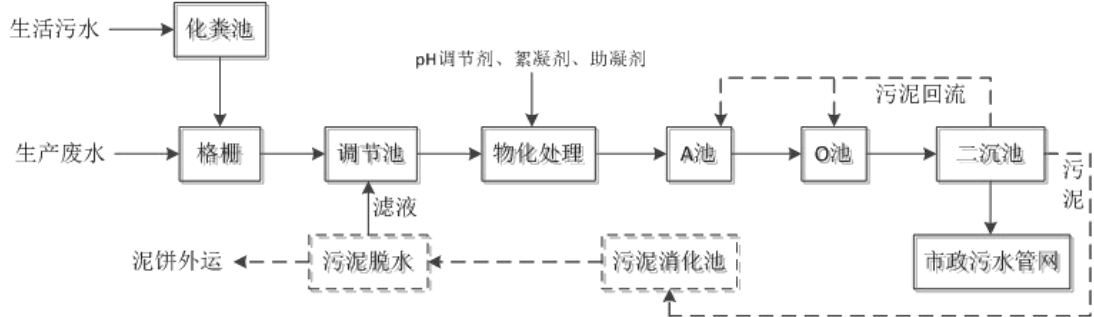 生活污水
化粪池
pH调节剂、絮凝剂、助凝剂
污泥回流
生产废水
格栅
调节池
物化处理
A池
O池
二沉池
污泥
滤液
泥饼外运
污泥脱水
污泥消化池
市政污水管网